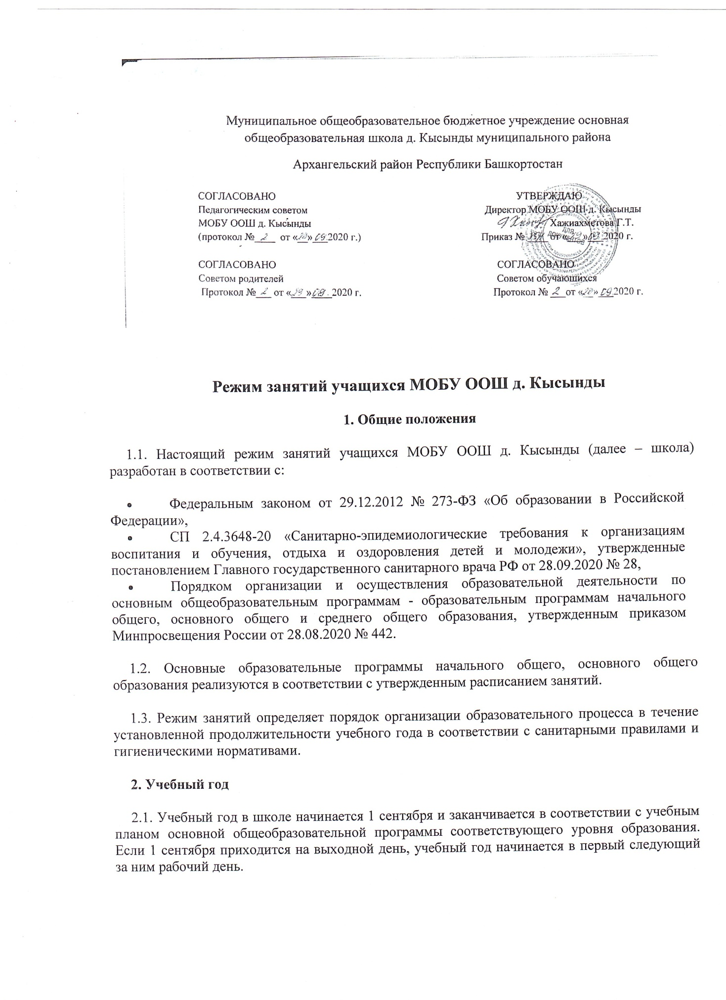 Муниципальное общеобразовательное бюджетное учреждение основная
общеобразовательная школа д. Кысынды муниципального района
Архангельский район Республики Башкортостан
СОГЛАСОВАНО
Педагогическим советом
МОБУ ООШ д. Кысынды
(протокол № 2 от « » 09 2020 г.)
УТВЕРЖДАЮ
Директор МОБУ ООШ д. Кысынды
Хажиахметова Г.Т.
Приказ № от « » 2020 г.
для
документов
СОГЛАСОВАНО
Советом родителей
Протокол № 2 от «29» 09. 2020 г.
СОГЛАСОВАНО
Советом обучающихся
Протокол № 2 от « » 09 2020 г.
Режим занятий учащихся МОБУ ООШ д. Кысынды
1. Общие положения
1.1. Настоящий режим занятий учащихся МОБУ ООШ д. Кысынды (далее – школа)
разработан в соответствии с:
• Федеральным законом от 29.12.2012 № 273-ФЗ «Об образовании в Российской
Федерации»,
• СП 2.4.3648-20 «Санитарно-эпидемиологические требования к организациям
воспитания и обучения, отдыха и оздоровления детей и молодежи», утвержденные
постановлением Главного государственного санитарного врача РФ от 28.09.2020 № 28,
• Порядком организации и осуществления образовательной деятельности по
основным общеобразовательным программам - образовательным программам начального
общего, основного общего и среднего общего образования, утвержденным приказом
Минпросвещения России от 28.08.2020 № 442.
1.2. Основные образовательные программы начального общего, основного общего
образования реализуются в соответствии с утвержденным расписанием занятий.
1.3. Режим занятий определяет порядок организации образовательного процесса в течение
установленной продолжительности учебного года в соответствии с санитарными правилами и
гигиеническими нормативами.
2. Учебный год
2.1. Учебный год в школе начинается 1 сентября и заканчивается в соответствии с учебным
планом основной общеобразовательной программы соответствующего уровня образования.
Если 1 сентября приходится на выходной день, учебный год начинается в первый следующий
за ним рабочий день.